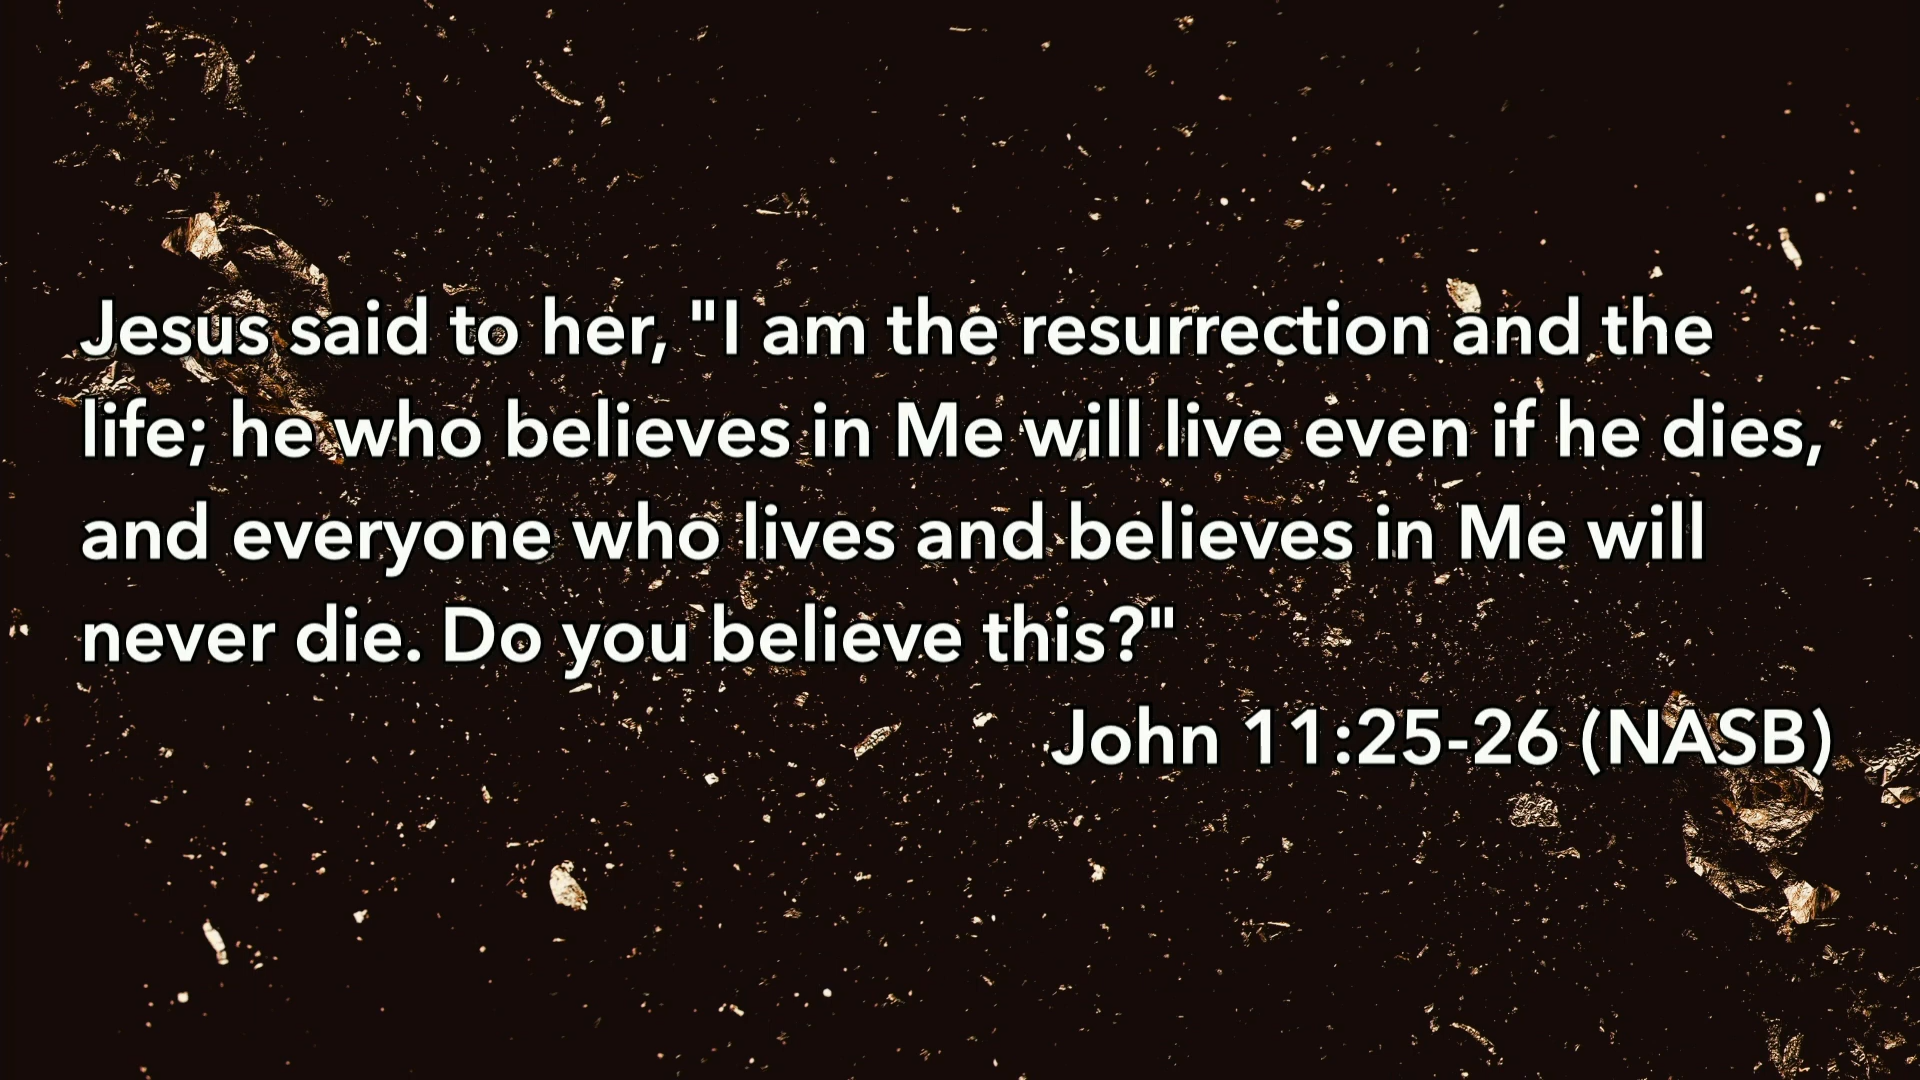 Jesus said to her, "I am the resurrection and the
life; he who believes in Me will live even if he dies,
and everyone who lives and believes in Me will
never die. Do you believe this?"
John 11:25-26 (NASB)